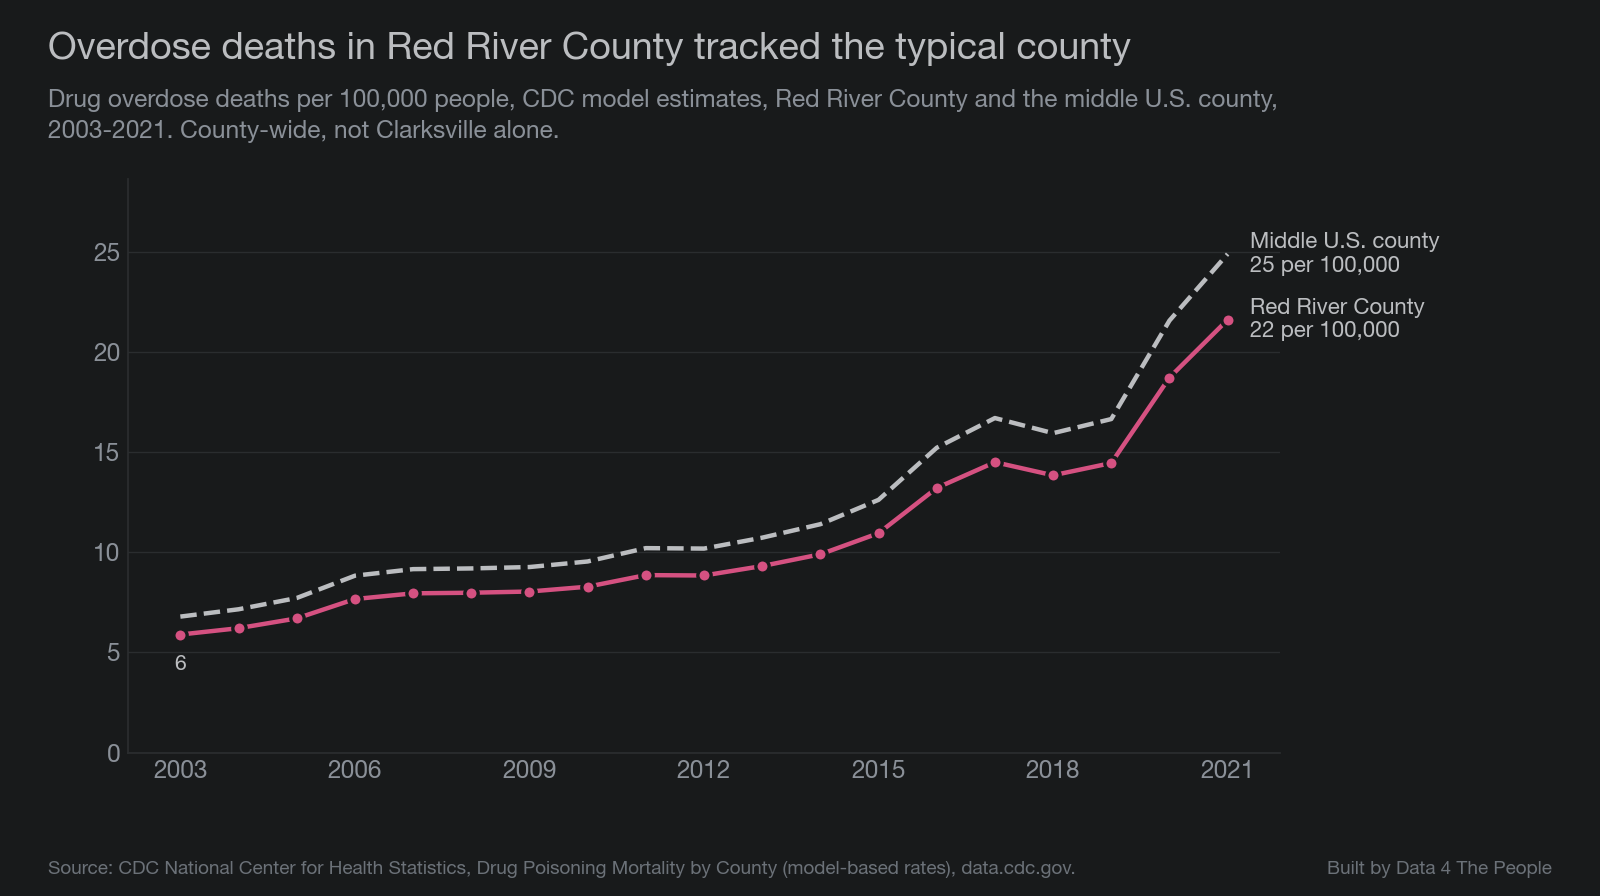 Overdose deaths in Red River County tracked the typical county
Drug overdose deaths per 100,000 people, CDC model estimates, Red River County and the middle U.S. county,
2003-2021. County-wide, not Clarksville alone.
25
20
15
10
5
0
Middle U.S. county
25 per 100,000
Red River County
22 per 100,000
6
2003
2006
2009
2012
2015
2018
2021
Source: CDC National Center for Health Statistics, Drug Poisoning Mortality by County (model-based rates), data.cdc.gov.
Built by Data 4 The People